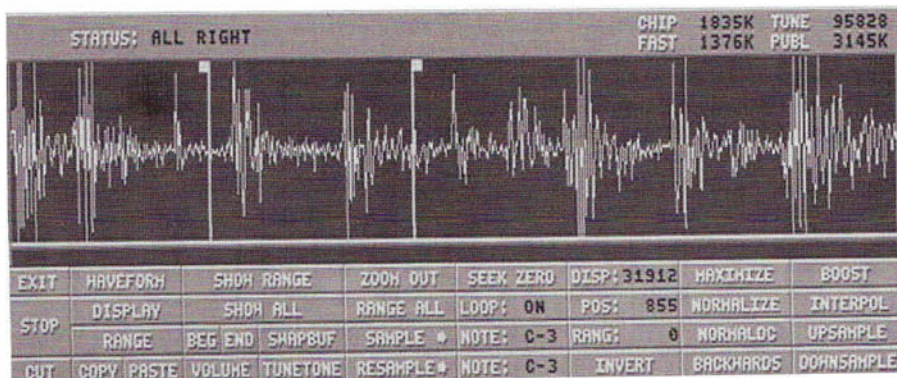 STATUS: ALL RIGHT
CHIP 1835K TUNE 95828
FAST 1376K PUBL 3145K
EXIT WAVEFORM SHOW RANGE ZOOM OUT SEEK ZERO DISP: 31912 MAXIMIZE BOOST
STOP DISPLAY SHOW ALL RANGE ALL LOOP: ON POS: 855 NORMALIZE INTERPOL
RANGE BEG END SWAPBUF SAMPLE * NOTE: C-3 RANG: 0 NORMALOC UPSAMPLE
CUT COPY PASTE VOLUME TUNETONE RESAMPLE* NOTE: C-3 INVERT BACKWARDS DOWNSAMPLE